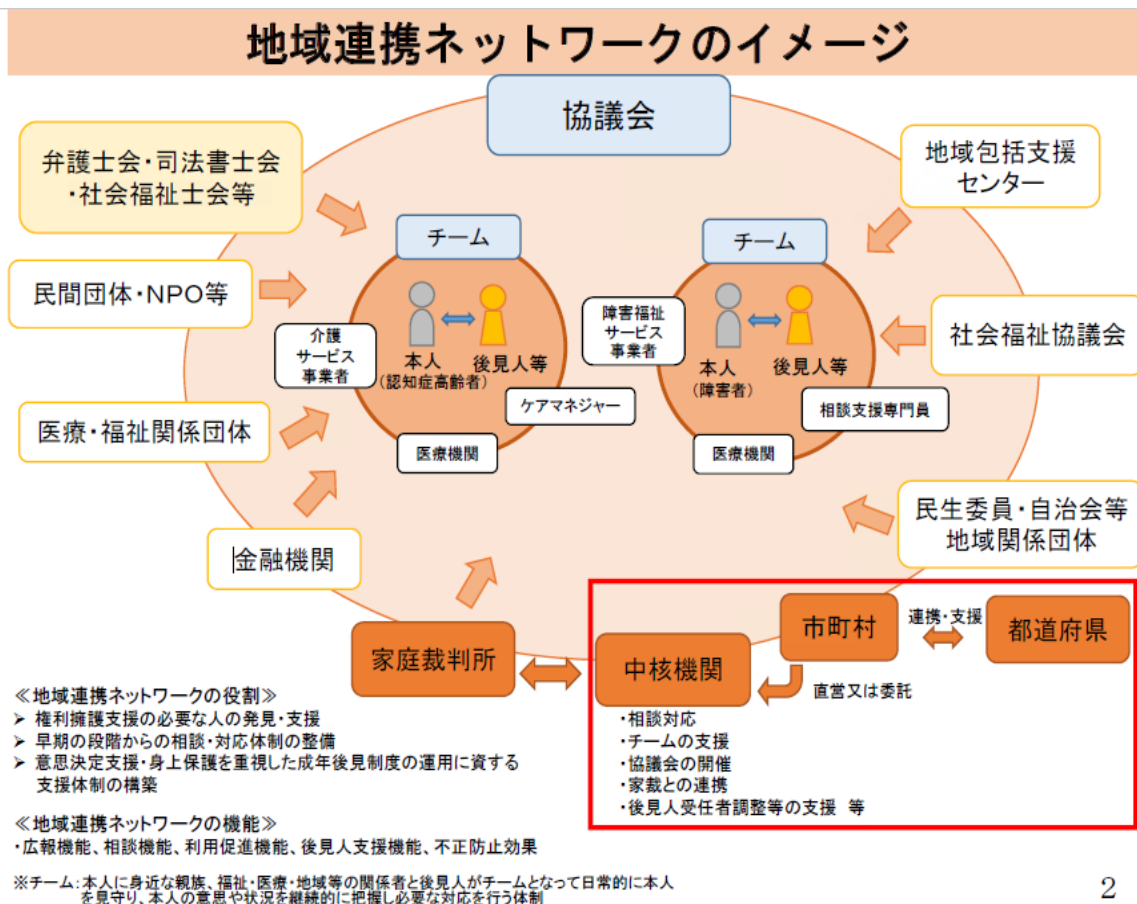 地域連携ネットワークのイメージ
協議会
弁護士会・司法書士会
・社会福祉士会等
民間団体・NPO等
医療・福祉関係団体
金融機関
地域包括支援
センター
社会福祉協議会
民生委員・自治会等
地域関係団体
チーム
本人
(認知症高齢者)
後見人等
介護
サービス
事業者
ケアマネジャー
医療機関
チーム
障害福祉
サービス
事業者
本人
(障害者)
後見人等
相談支援専門員
医療機関
家庭裁判所
中核機関
市町村
連携・支援
都道府県
直営又は委託
・相談対応
・チームの支援
・協議会の開催
・家裁との連携
・後見人受任者調整等の支援 等
≪地域連携ネットワークの役割≫
➢ 権利擁護支援の必要な人の発見・支援
➢ 早期の段階からの相談・対応体制の整備
➢ 意思決定支援・身上保護を重視した成年後見制度の運用に資する
支援体制の構築
≪地域連携ネットワークの機能≫
・広報機能、相談機能、利用促進機能、後見人支援機能、不正防止効果
※チーム:本人に身近な親族、福祉・医療・地域等の関係者と後見人がチームとなって日常的に本人
を見守り、本人の意思や状況を継続的に把握し必要な対応を行う体制
2